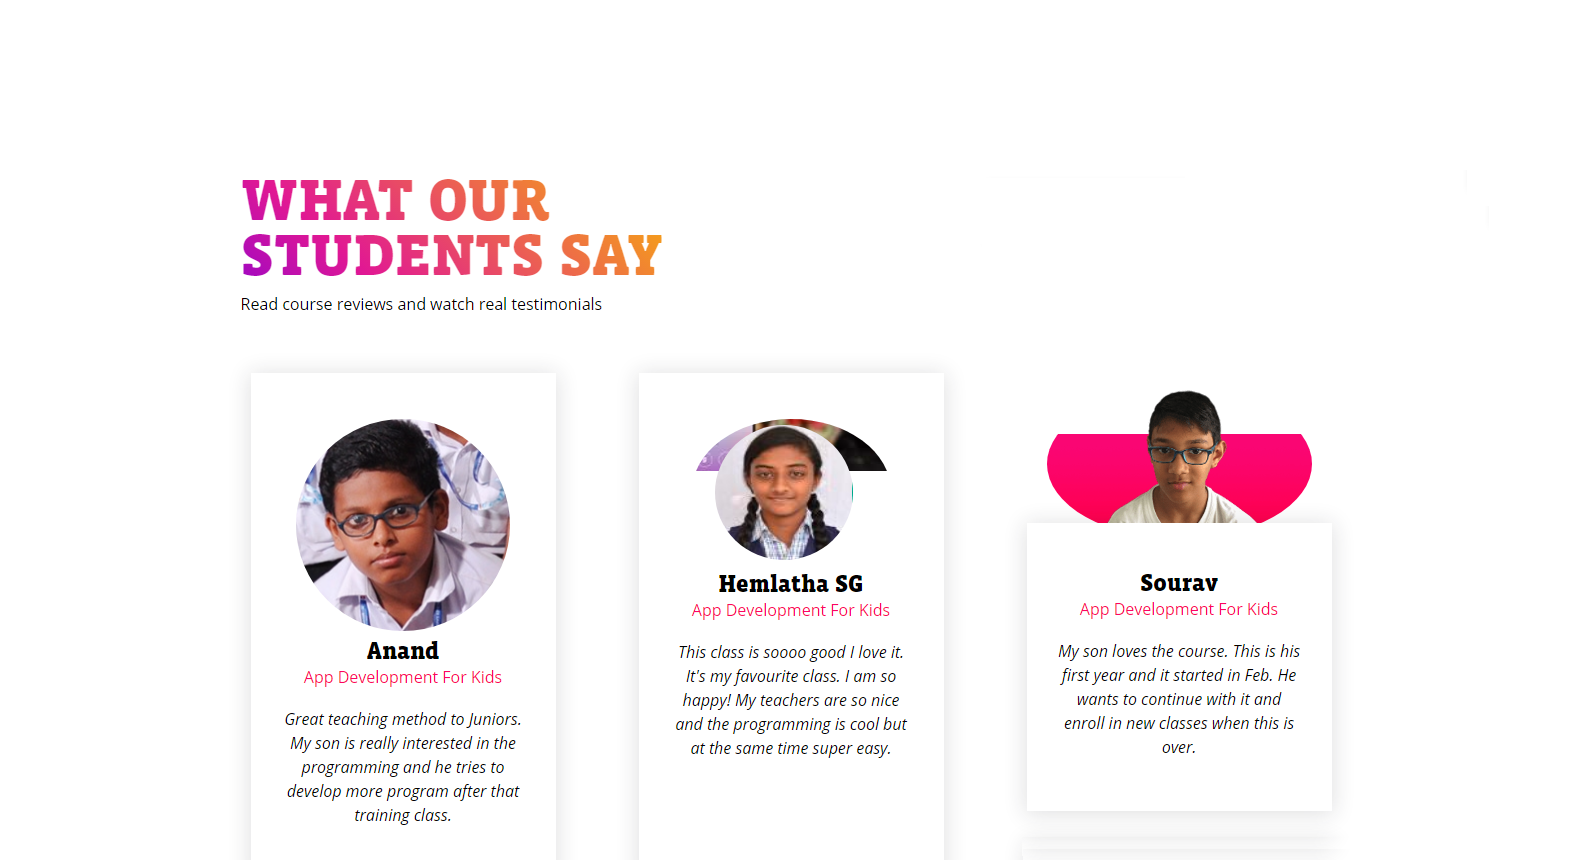 WHAT OUR
STUDENTS SAY
Read course reviews and watch real testimonials
Anand
App Development For Kids
Great teaching method to Juniors.
My son is really interested in the
programming and he tries to
develop more program after that
training class.
Hemlatha SG
App Development For Kids
This class is soooo good I love it.
It's my favourite class. I am so
happy! My teachers are so nice
and the programming is cool but
at the same time super easy.
Sourav
App Development For Kids
My son loves the course. This is his
first year and it started in Feb. He
wants to continue with it and
enroll in new classes when this is
over.